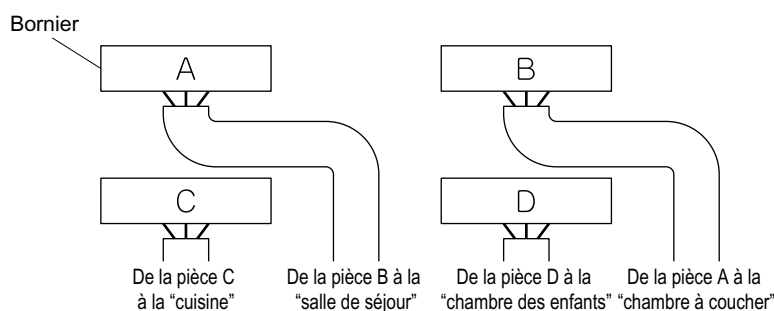 Bornier
A
B
C
D
De la pièce C
à la “cuisine”
De la pièce B à la
“salle de séjour”
De la pièce D à la
“chambre des enfants”
De la pièce A à la
“chambre à coucher”